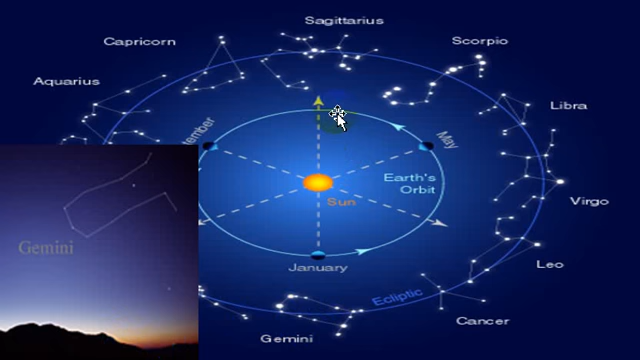 Sagittarius
Capricorn
Scorpio
Aquarius
Libra
May
Earth's
Orbit
Sun
Virgo
Gemini
January
Leo
Ecliptic
Cancer
Gemini